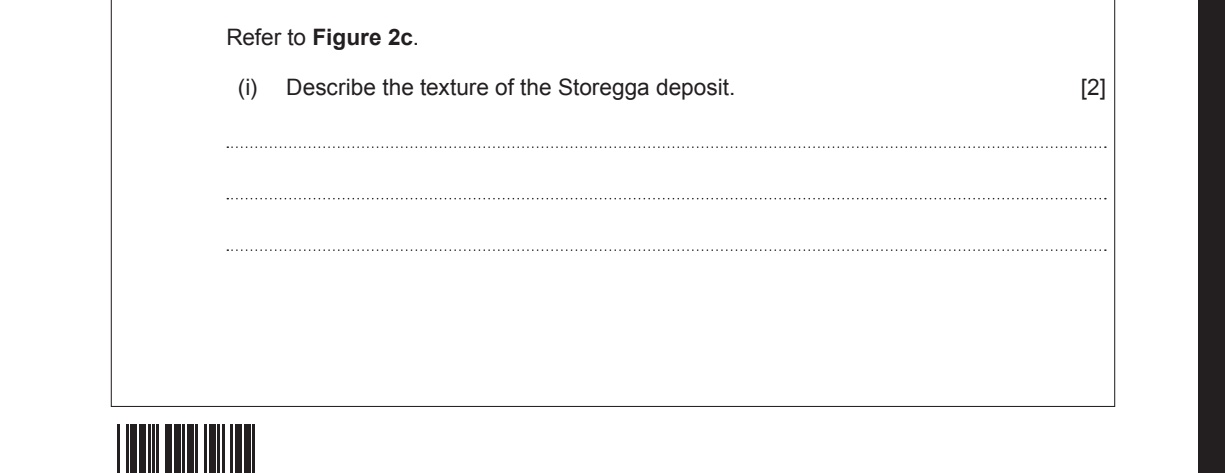 Refer to Figure 2c.
(i) Describe the texture of the Storegga deposit. [2]